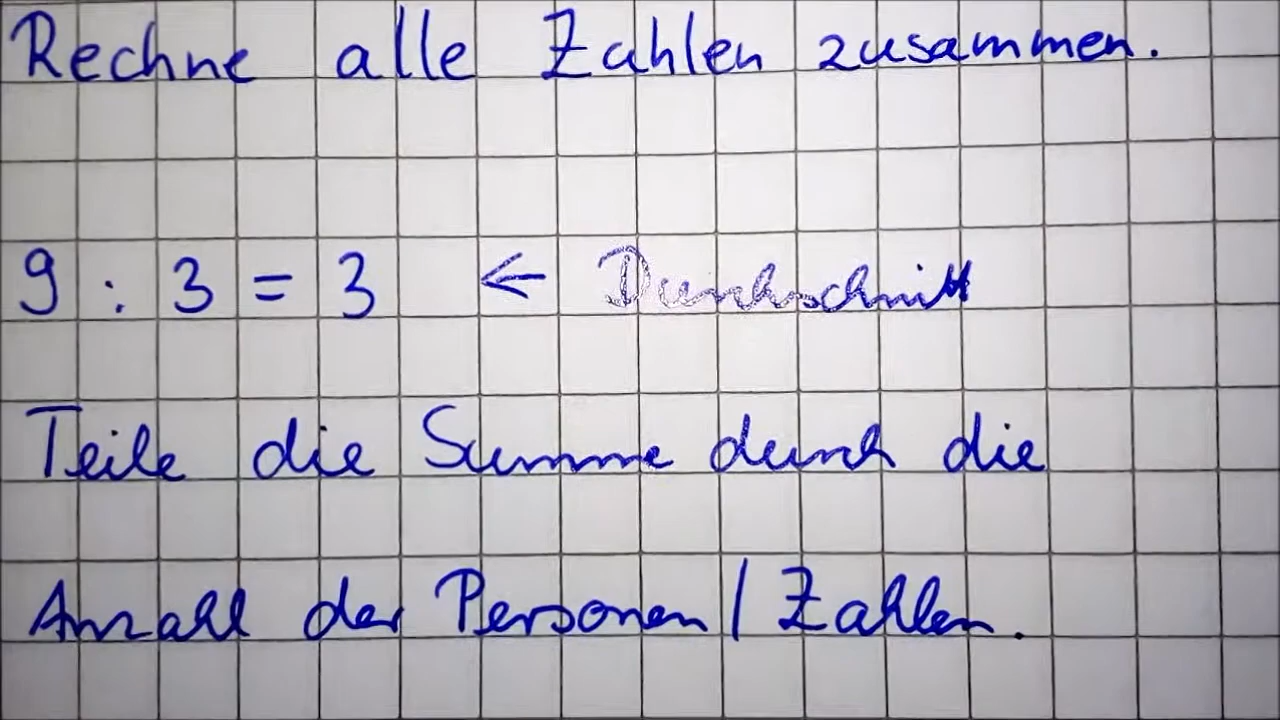 Rechne alle Zahlen zusammen.
9 : 3 = 3 ← Durchschnitt
Teile die Summe durch die
Anzahl der Personen / Zahlen.